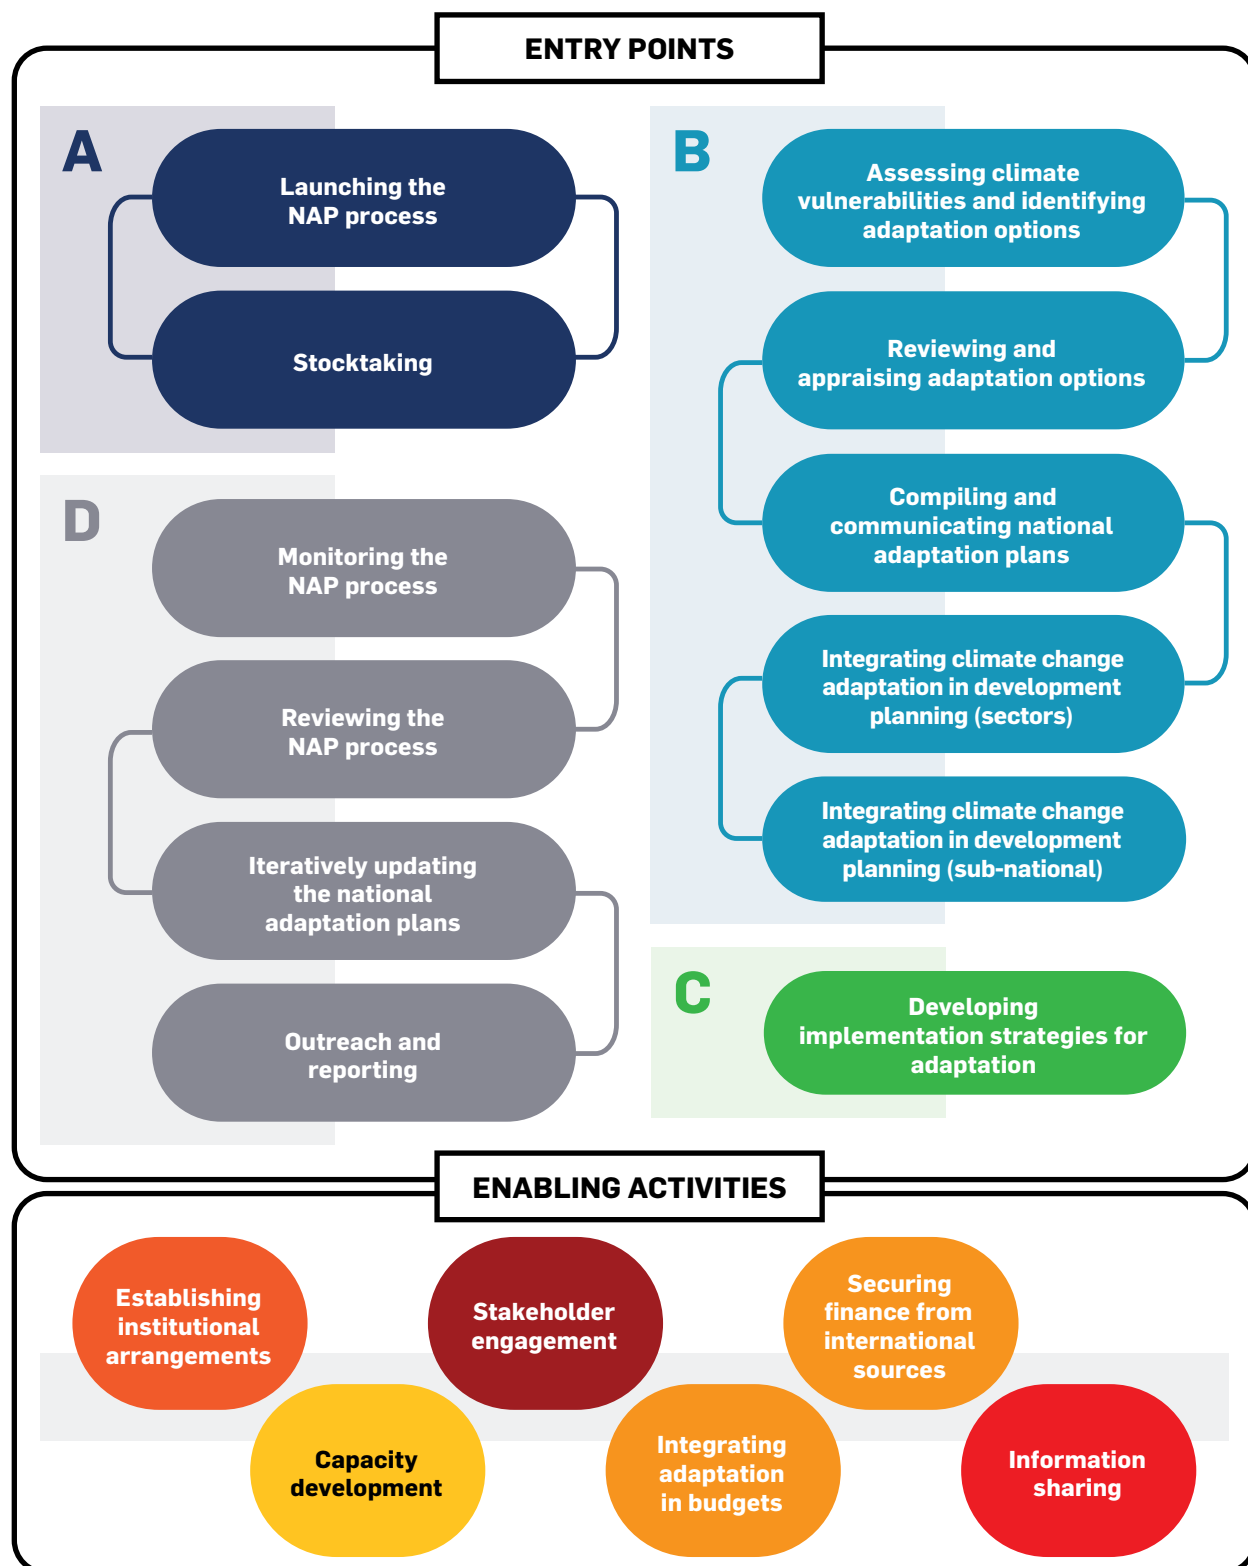 ENTRY POINTS
A
Launching the
NAP process
Stocktaking
B
Assessing climate
vulnerabilities and identifying
adaptation options
Reviewing and
appraising adaptation options
Compiling and
communicating national
adaptation plans
Integrating climate change
adaptation in development
planning (sectors)
Integrating climate change
adaptation in development
planning (sub-national)
C
Developing
implementation strategies for
adaptation
D
Monitoring the
NAP process
Reviewing the
NAP process
Iteratively updating
the national
adaptation plans
Outreach and
reporting
ENABLING ACTIVITIES
Establishing
institutional
arrangements
Capacity
development
Stakeholder
engagement
Integrating
adaptation
in budgets
Securing
finance from
international
sources
Information
sharing